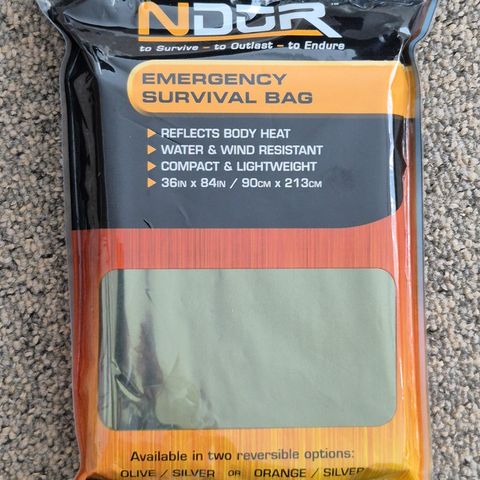 NDUR
to Survive – to Outlast – to Endure
EMERGENCY
SURVIVAL BAG
REFLECTS BODY HEAT
WATER & WIND RESISTANT
COMPACT & LIGHTWEIGHT
36IN X 84IN / 90CM X 213CM
Available in two reversible options:
OLIVE / SILVER OR ORANGE / SILVER